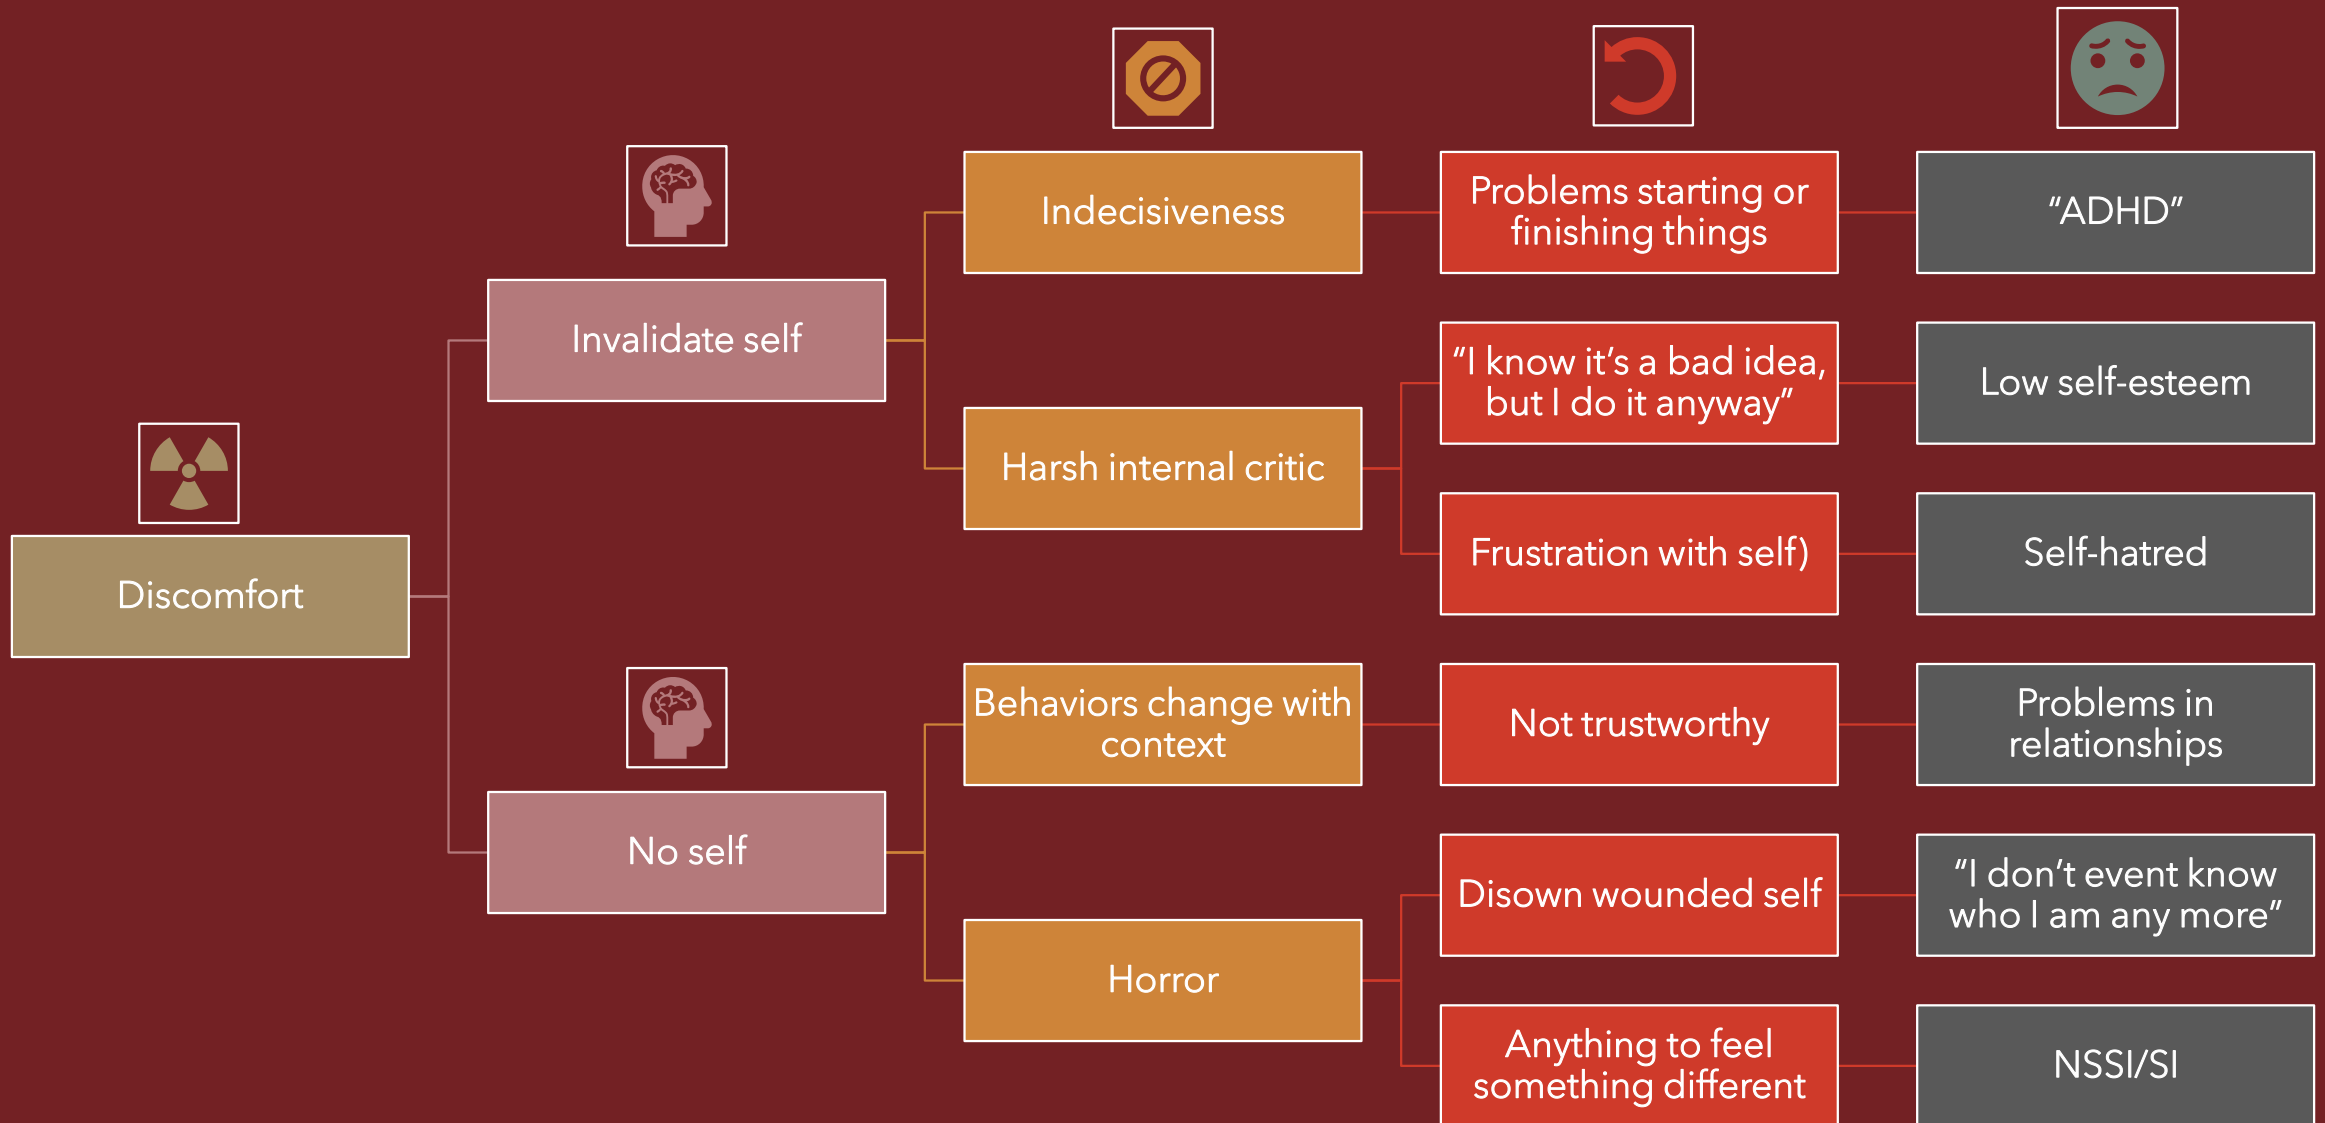 Indecisiveness
Problems starting or
finishing things
“ADHD”
Invalidate self
“I know it’s a bad idea,
but I do it anyway”
Low self-esteem
Harsh internal critic
Frustration with self)
Self-hatred
Discomfort
Behaviors change with
context
Not trustworthy
Problems in
relationships
No self
Disown wounded self
“I don’t event know
who I am any more”
Horror
Anything to feel
something different
NSSI/SI